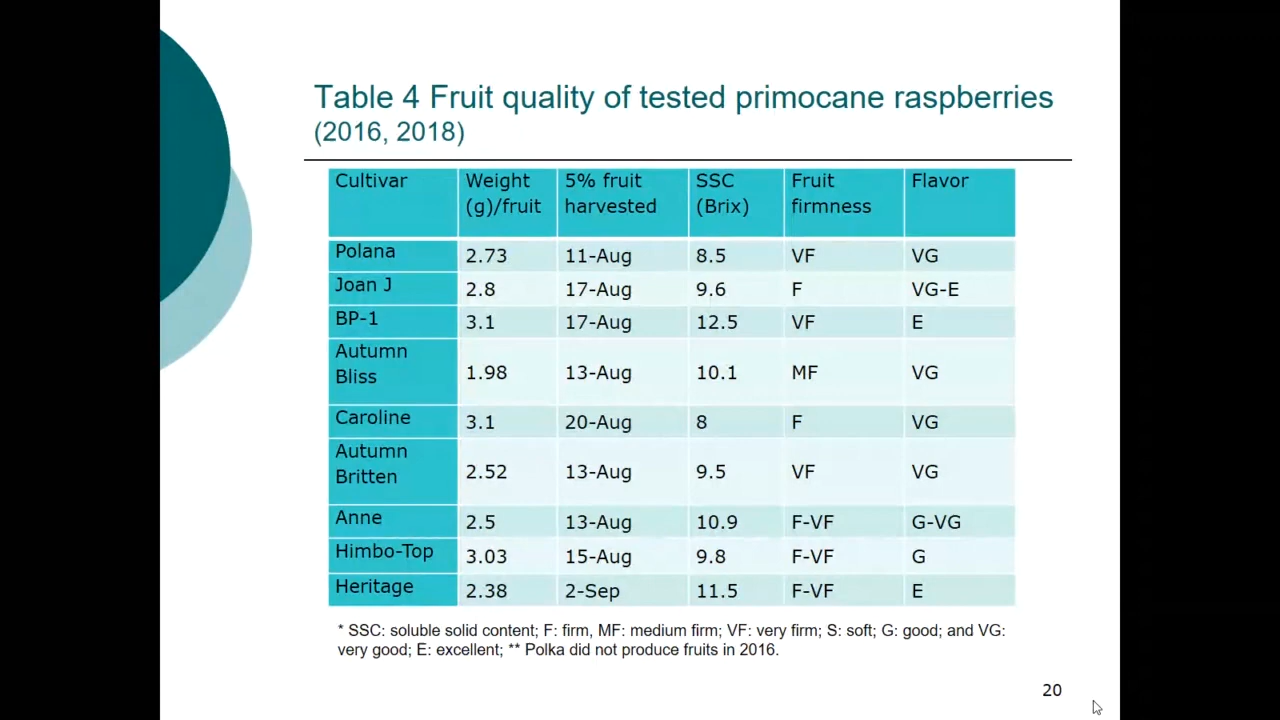 Table 4 Fruit quality of tested primocane raspberries
(2016, 2018)
Cultivar Weight (g)/fruit 5% fruit harvested SSC (Brix) Fruit firmness Flavor
Polana 2.73 11-Aug 8.5 VF VG
Joan J 2.8 17-Aug 9.6 F VG-E
BP-1 3.1 17-Aug 12.5 VF E
Autumn Bliss 1.98 13-Aug 10.1 MF VG
Caroline 3.1 20-Aug 8 F VG
Autumn Britten 2.52 13-Aug 9.5 VF VG
Anne 2.5 13-Aug 10.9 F-VF G-VG
Himbo-Top 3.03 15-Aug 9.8 F-VF G
Heritage 2.38 2-Sep 11.5 F-VF E
* SSC: soluble solid content; F: firm, MF: medium firm; VF: very firm; S: soft; G: good; and VG:
very good; E: excellent; ** Polka did not produce fruits in 2016.
20